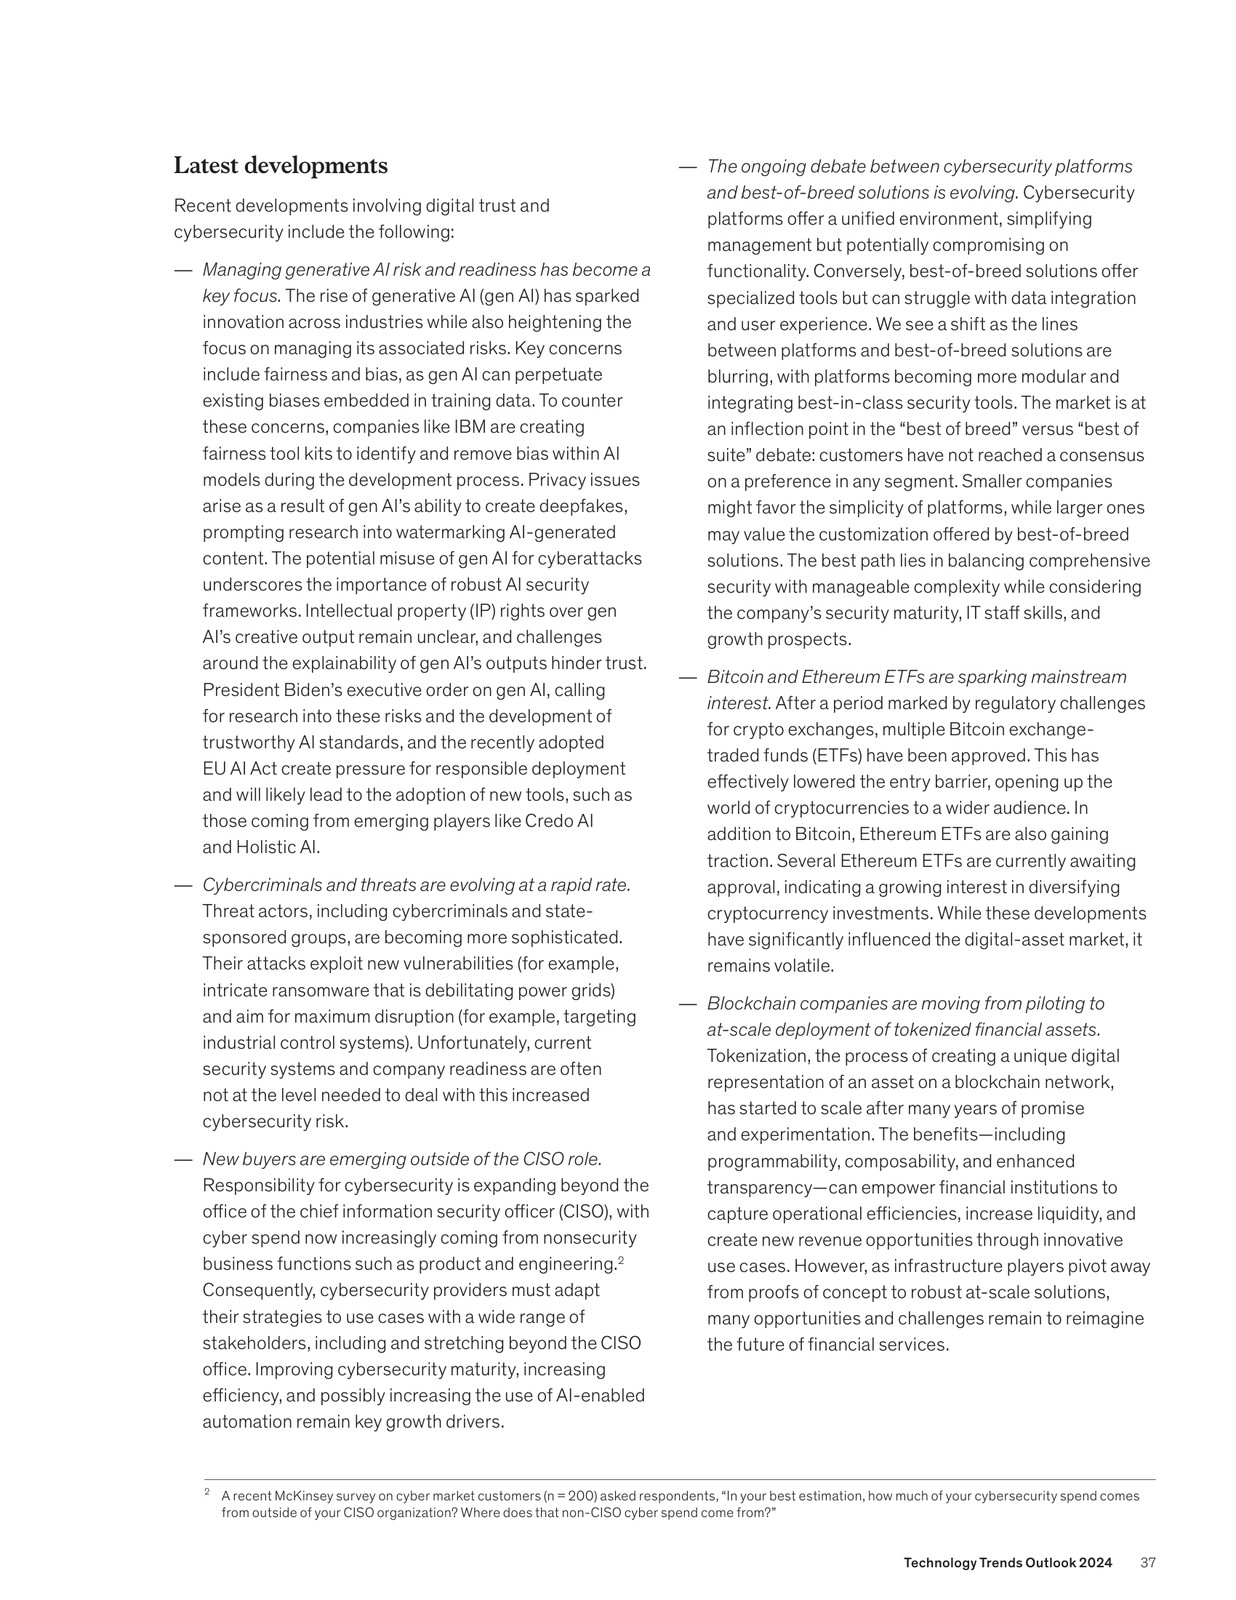 Latest developments
Recent developments involving digital trust and
cybersecurity include the following:
— Managing generative AI risk and readiness has become a
key focus. The rise of generative AI (gen AI) has sparked
innovation across industries while also heightening the
focus on managing its associated risks. Key concerns
include fairness and bias, as gen AI can perpetuate
existing biases embedded in training data. To counter
these concerns, companies like IBM are creating
fairness tool kits to identify and remove bias within AI
models during the development process. Privacy issues
arise as a result of gen AI’s ability to create deepfakes,
prompting research into watermarking AI-generated
content. The potential misuse of gen AI for cyberattacks
underscores the importance of robust AI security
frameworks. Intellectual property (IP) rights over gen
AI’s creative output remain unclear, and challenges
around the explainability of gen AI’s outputs hinder trust.
President Biden’s executive order on gen AI, calling
for research into these risks and the development of
trustworthy AI standards, and the recently adopted
EU AI Act create pressure for responsible deployment
and will likely lead to the adoption of new tools, such as
those coming from emerging players like Credo AI
and Holistic AI.
— Cybercriminals and threats are evolving at a rapid rate.
Threat actors, including cybercriminals and state-
sponsored groups, are becoming more sophisticated.
Their attacks exploit new vulnerabilities (for example,
intricate ransomware that is debilitating power grids)
and aim for maximum disruption (for example, targeting
industrial control systems). Unfortunately, current
security systems and company readiness are often
not at the level needed to deal with this increased
cybersecurity risk.
— New buyers are emerging outside of the CISO role.
Responsibility for cybersecurity is expanding beyond the
office of the chief information security officer (CISO), with
cyber spend now increasingly coming from nonsecurity
business functions such as product and engineering.²
Consequently, cybersecurity providers must adapt
their strategies to use cases with a wide range of
stakeholders, including and stretching beyond the CISO
office. Improving cybersecurity maturity, increasing
efficiency, and possibly increasing the use of AI-enabled
automation remain key growth drivers.
— The ongoing debate between cybersecurity platforms
and best-of-breed solutions is evolving. Cybersecurity
platforms offer a unified environment, simplifying
management but potentially compromising on
functionality. Conversely, best-of-breed solutions offer
specialized tools but can struggle with data integration
and user experience. We see a shift as the lines
between platforms and best-of-breed solutions are
blurring, with platforms becoming more modular and
integrating best-in-class security tools. The market is at
an inflection point in the “best of breed” versus “best of
suite” debate: customers have not reached a consensus
on a preference in any segment. Smaller companies
might favor the simplicity of platforms, while larger ones
may value the customization offered by best-of-breed
solutions. The best path lies in balancing comprehensive
security with manageable complexity while considering
the company’s security maturity, IT staff skills, and
growth prospects.
— Bitcoin and Ethereum ETFs are sparking mainstream
interest. After a period marked by regulatory challenges
for crypto exchanges, multiple Bitcoin exchange-
traded funds (ETFs) have been approved. This has
effectively lowered the entry barrier, opening up the
world of cryptocurrencies to a wider audience. In
addition to Bitcoin, Ethereum ETFs are also gaining
traction. Several Ethereum ETFs are currently awaiting
approval, indicating a growing interest in diversifying
cryptocurrency investments. While these developments
have significantly influenced the digital-asset market, it
remains volatile.
— Blockchain companies are moving from piloting to
at-scale deployment of tokenized financial assets.
Tokenization, the process of creating a unique digital
representation of an asset on a blockchain network,
has started to scale after many years of promise
and experimentation. The benefits—including
programmability, composability, and enhanced
transparency—can empower financial institutions to
capture operational efficiencies, increase liquidity, and
create new revenue opportunities through innovative
use cases. However, as infrastructure players pivot away
from proofs of concept to robust at-scale solutions,
many opportunities and challenges remain to reimagine
the future of financial services.
² A recent McKinsey survey on cyber market customers (n = 200) asked respondents, “In your best estimation, how much of your cybersecurity spend comes
from outside of your CISO organization? Where does that non-CISO cyber spend come from?”
Technology Trends Outlook 2024 37